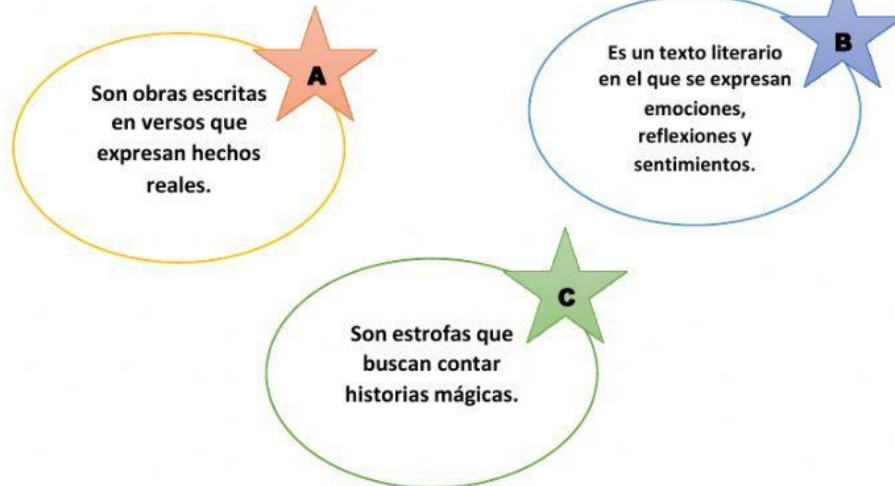 A
Son obras escritas
en versos que
expresan hechos
reales.
B
Es un texto literario
en el que se expresan
emociones,
reflexiones y
sentimientos.
C
Son estrofas que
buscan contar
historias mágicas.